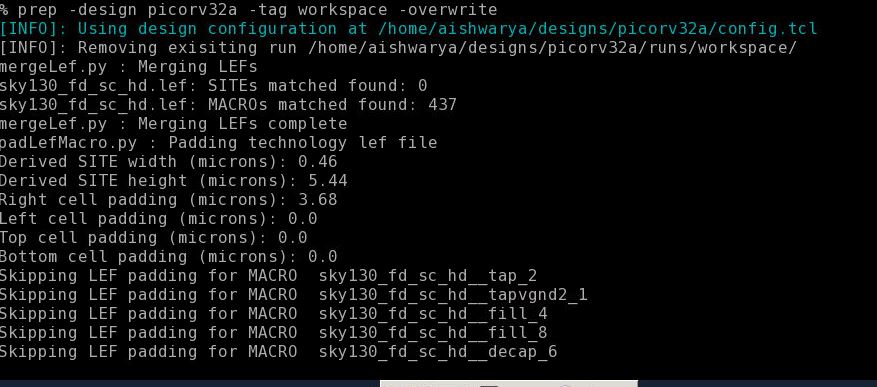 % prep -design picorv32a -tag workspace -overwrite
[INFO]: Using design configuration at /home/aishwarya/designs/picorv32a/config.tcl
[INFO]: Removing exisiting run /home/aishwarya/designs/picorv32a/runs/workspace/
mergeLef.py : Merging LEFs
sky130_fd_sc_hd.lef: SITEs matched found: 0
sky130_fd_sc_hd.lef: MACROs matched found: 437
mergeLef.py : Merging LEFs complete
padLefMacro.py : Padding technology lef file
Derived SITE width (microns): 0.46
Derived SITE height (microns): 5.44
Right cell padding (microns): 3.68
Left cell padding (microns): 0.0
Top cell padding (microns): 0.0
Bottom cell padding (microns): 0.0
Skipping LEF padding for MACRO  sky130_fd_sc_hd__tap_2
Skipping LEF padding for MACRO  sky130_fd_sc_hd__tapvgnd2_1
Skipping LEF padding for MACRO  sky130_fd_sc_hd__fill_4
Skipping LEF padding for MACRO  sky130_fd_sc_hd__fill_8
Skipping LEF padding for MACRO  sky130_fd_sc_hd__decap_6